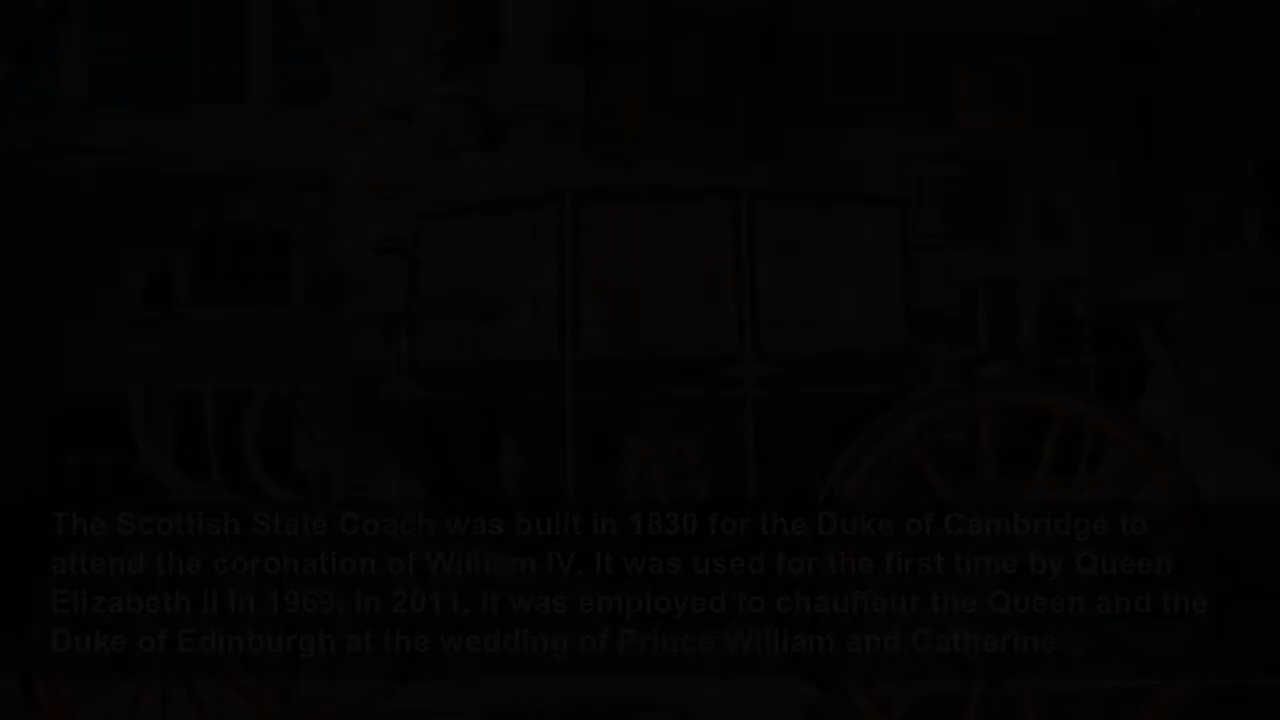 The Scottish State Coach was built in 1830 for the Duke of Cambridge to
attend the coronation of William IV. It was used for the first time by Queen
Elizabeth II in 1969. In 2011, it was employed to chauffeur the Queen and the
Duke of Edinburgh at the wedding of Prince William and Catherine.